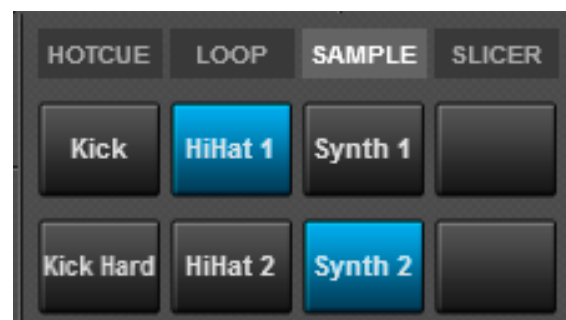 HOTCUE LOOP SAMPLE SLICER
Kick HiHat 1 Synth 1
Kick Hard HiHat 2 Synth 2